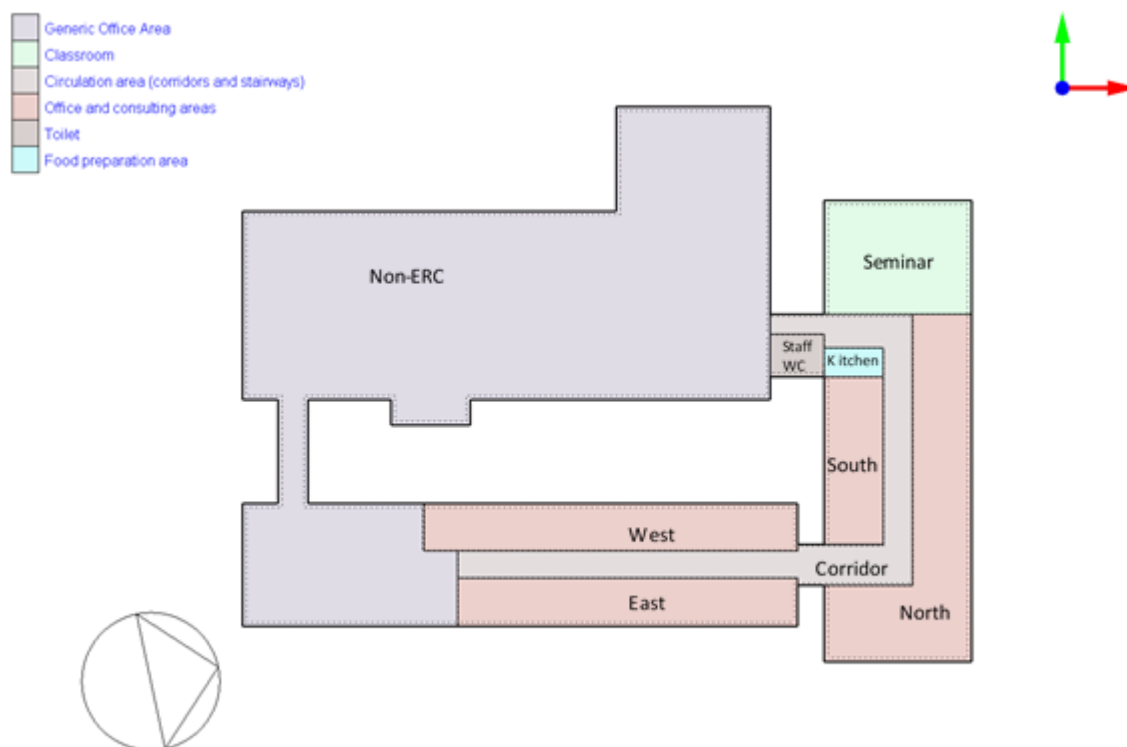 Generic Office Area
Classroom
Circulation area (corridors and stairways)
Office and consulting areas
Toilet
Food preparation area
Non-ERC
Seminar
Staff
WC
Kitchen
South
West
Corridor
East
North